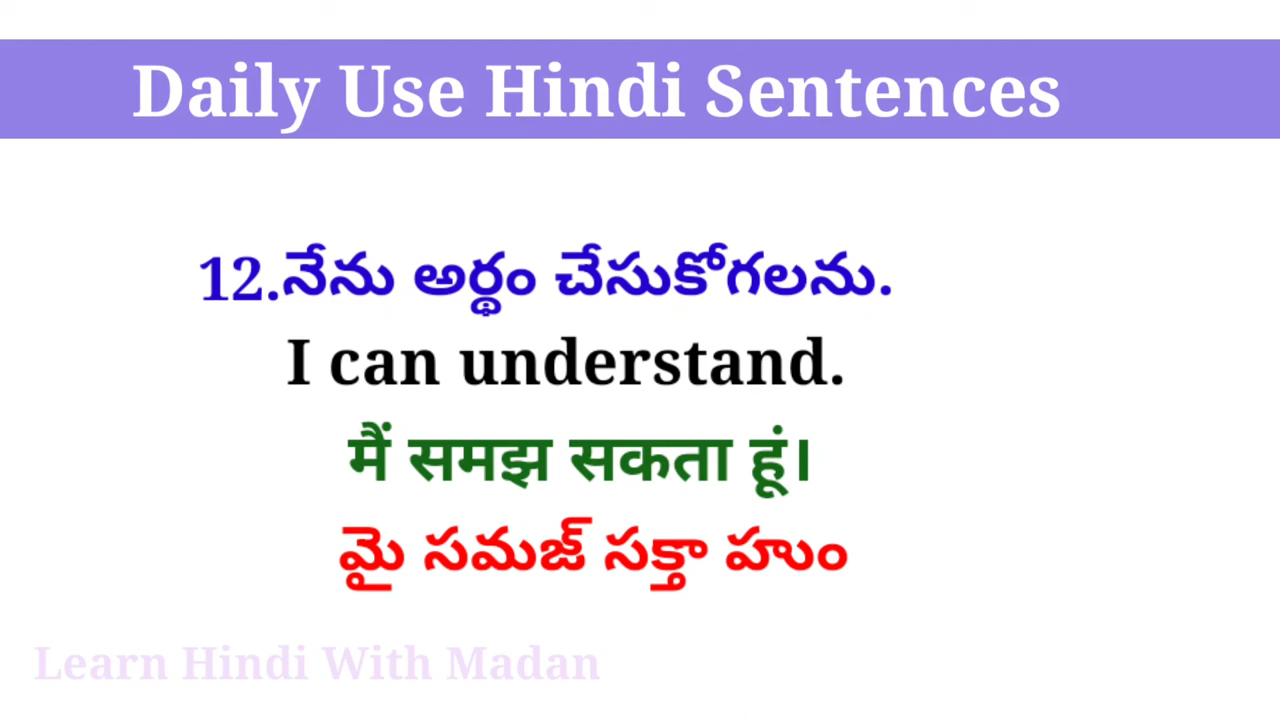 Daily Use Hindi Sentences
12.నేను అర్థం చేసుకోగలను.
I can understand.
मैं समझ सकता हूं।
మై సమజ్ సక్తా హుం
Learn Hindi With Madan